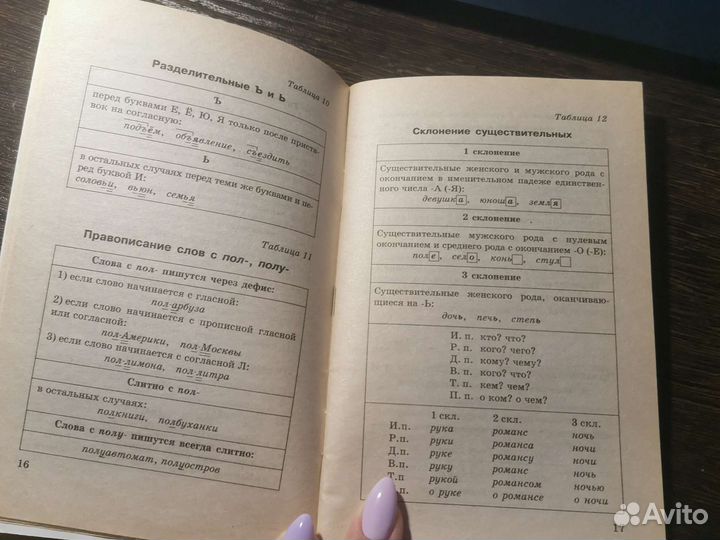 Таблица 10
Разделительные Ъ и Ь
Ъ
перед буквами Е, Ё, Ю, Я только после приста-
вок на согласную:
подъём, объявление, съездить
Ь
в остальных случаях перед теми же буквами и пе-
ред буквой И:
соловьи, вьюн, семья
Таблица 11
Правописание слов с пол-, полу-
Слова с пол- пишутся через дефис:
1) если слово начинается с гласной:
пол-арбуза
2) если слово начинается с прописной гласной
или согласной:
пол-Америки, пол-Москвы
3) если слово начинается с согласной Л:
пол-лимона, пол-литра
Слитно с пол-
в остальных случаях:
полкниги, полбуханки
Слова с полу- пишутся всегда слитно:
полуавтомат, полуостров
16
Таблица 12
Склонение существительных
1 склонение
Существительные женского и мужского рода с
окончанием в именительном падеже единствен-
ного числа -А (-Я):
девушка, юноша, земля
2 склонение
Существительные мужского рода с нулевым
окончанием и среднего рода с окончанием -О (-Е):
поле, село, конь, стул
3 склонение
Существительные женского рода, оканчиваю-
щиеся на -Ь:
дочь, печь, степь
И. п. кто? что?
Р. п. кого? чего?
Д. п. кому? чему?
В. п. кого? что?
Т. п. кем? чем?
П. п. о ком? о чем?
1 скл. 2 скл. 3 скл.
И.п. рука романс ночь
Р.п. руки романса ночи
Д.п. руке романсу ночи
В.п. руку романс ночь
Т.п рукой романсом ночью
.п. о руке о романсе о ночи
17
Avito